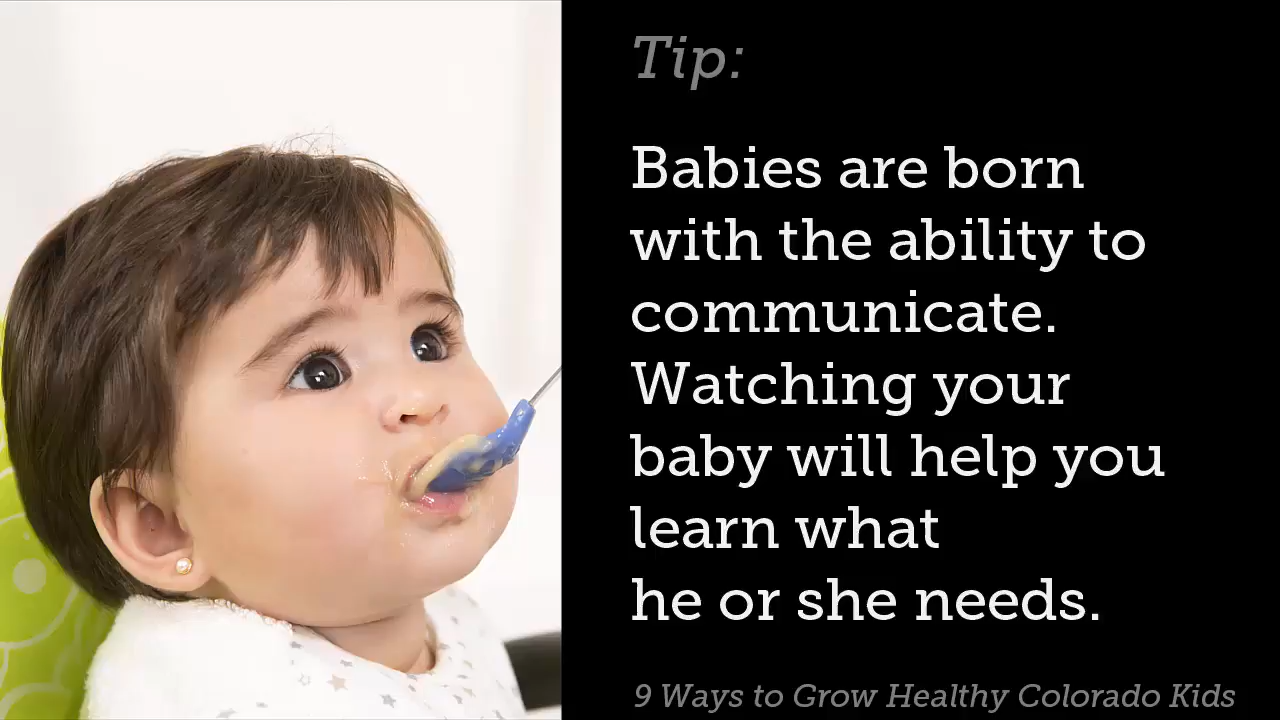 Tip:
Babies are born
with the ability to
communicate.
Watching your
baby will help you
learn what
he or she needs.
9 Ways to Grow Healthy Colorado Kids